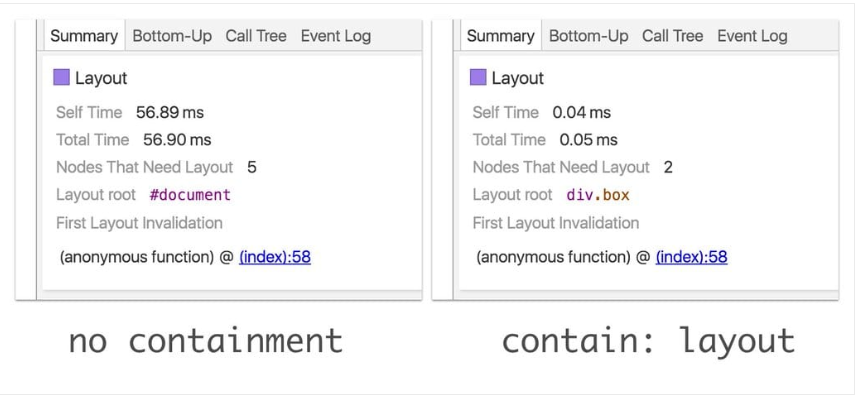 Summary Bottom-Up Call Tree Event Log
Layout
Self Time 56.89 ms
Total Time 56.90 ms
Nodes That Need Layout 5
Layout root #document
First Layout Invalidation
(anonymous function) @ (index):58
no containment
Summary Bottom-Up Call Tree Event Log
Layout
Self Time 0.04 ms
Total Time 0.05 ms
Nodes That Need Layout 2
Layout root div.box
First Layout Invalidation
(anonymous function) @ (index):58
contain: layout